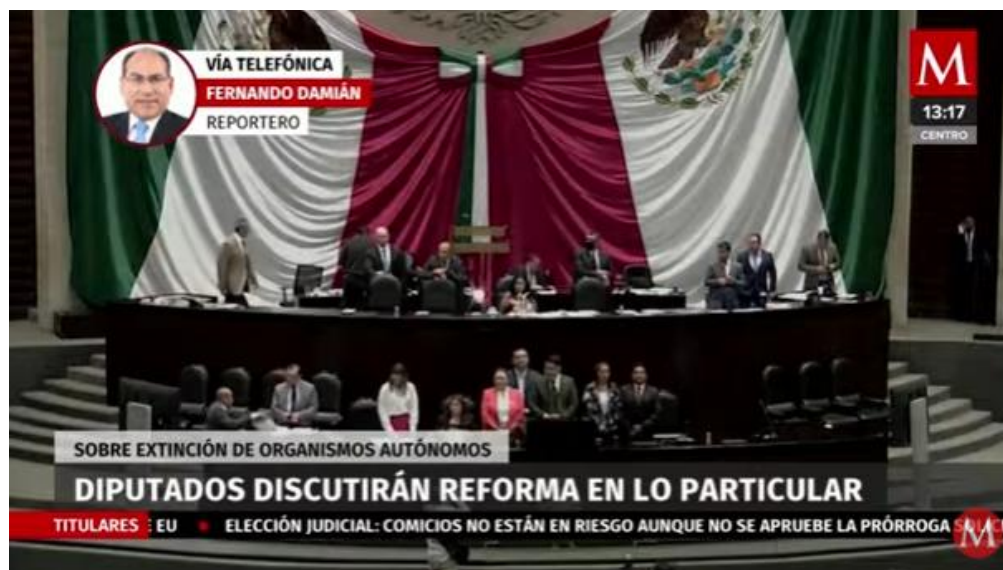 VÍA TELEFÓNICA
FERNANDO DAMIÁN
REPORTERO
M
13:17
CENTRO
SOBRE EXTINCIÓN DE ORGANISMOS AUTÓNOMOS
DIPUTADOS DISCUTIRÁN REFORMA EN LO PARTICULAR
TITULARES : EU • ELECCIÓN JUDICIAL: COMICIOS NO ESTÁN EN RIESGO AUNQUE NO SE APRUEBE LA PRÓRROGA
M